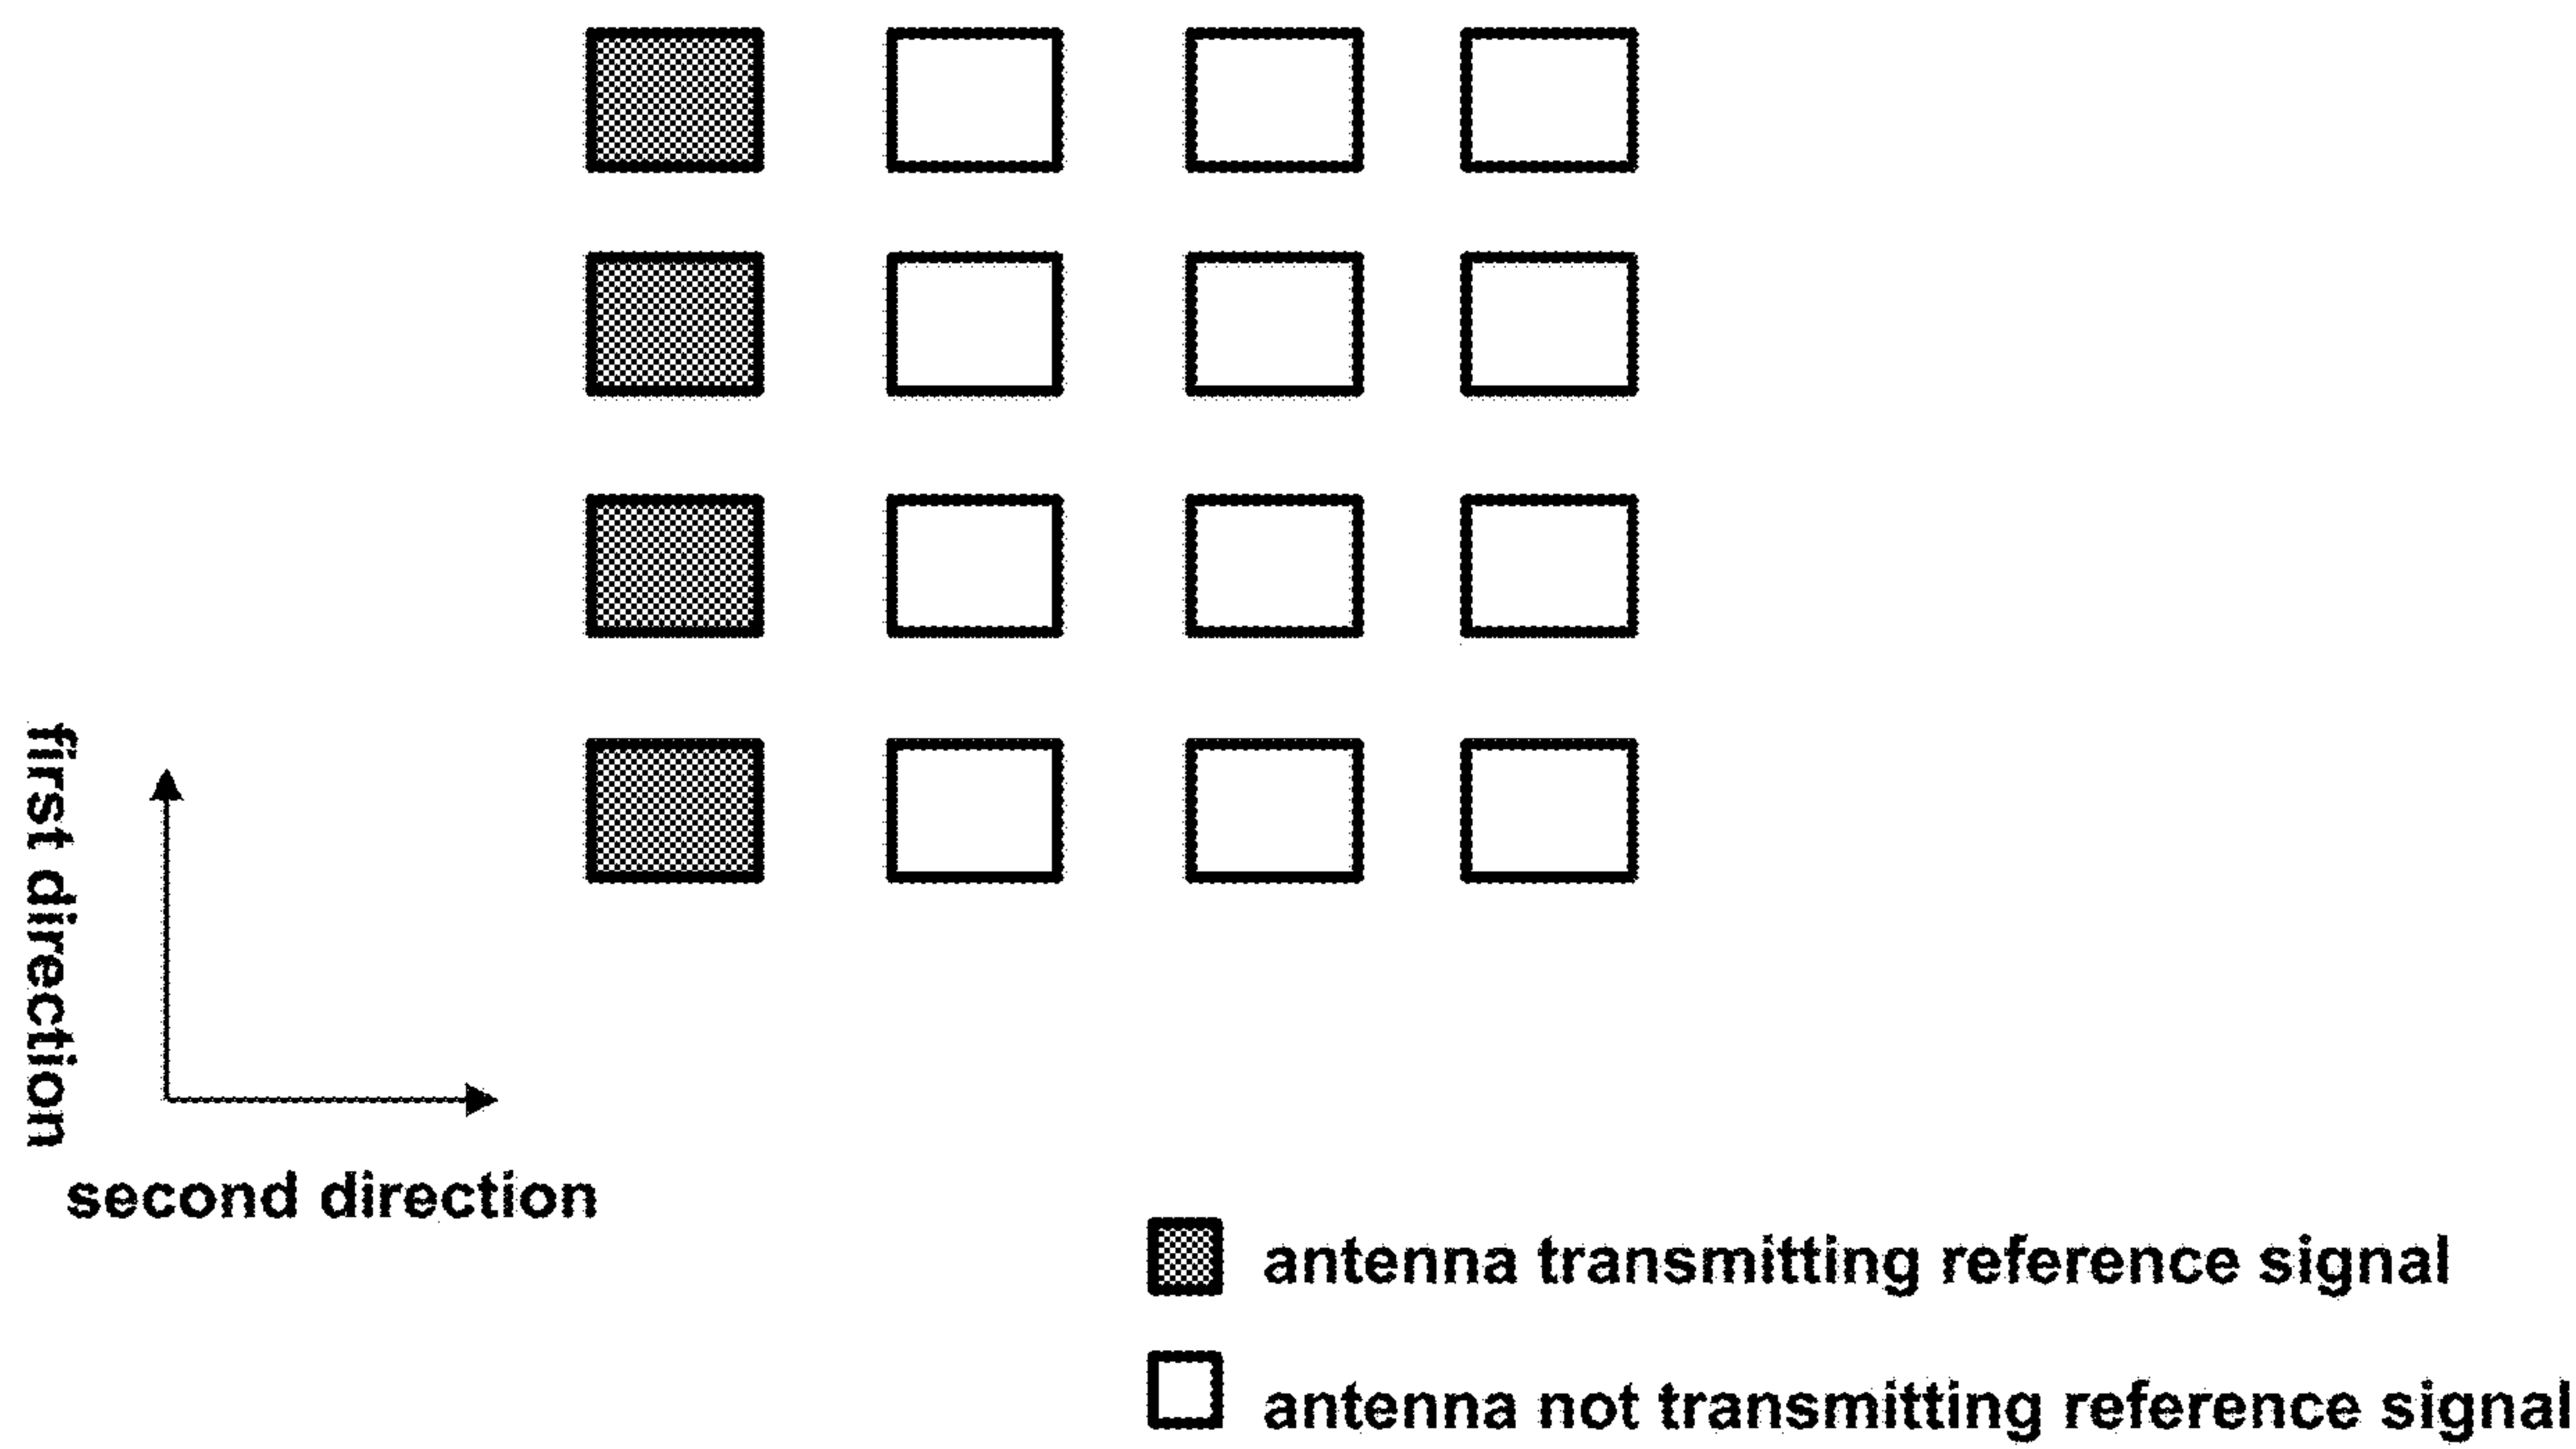 first direction
second direction
antenna transmitting reference signal
antenna not transmitting reference signal